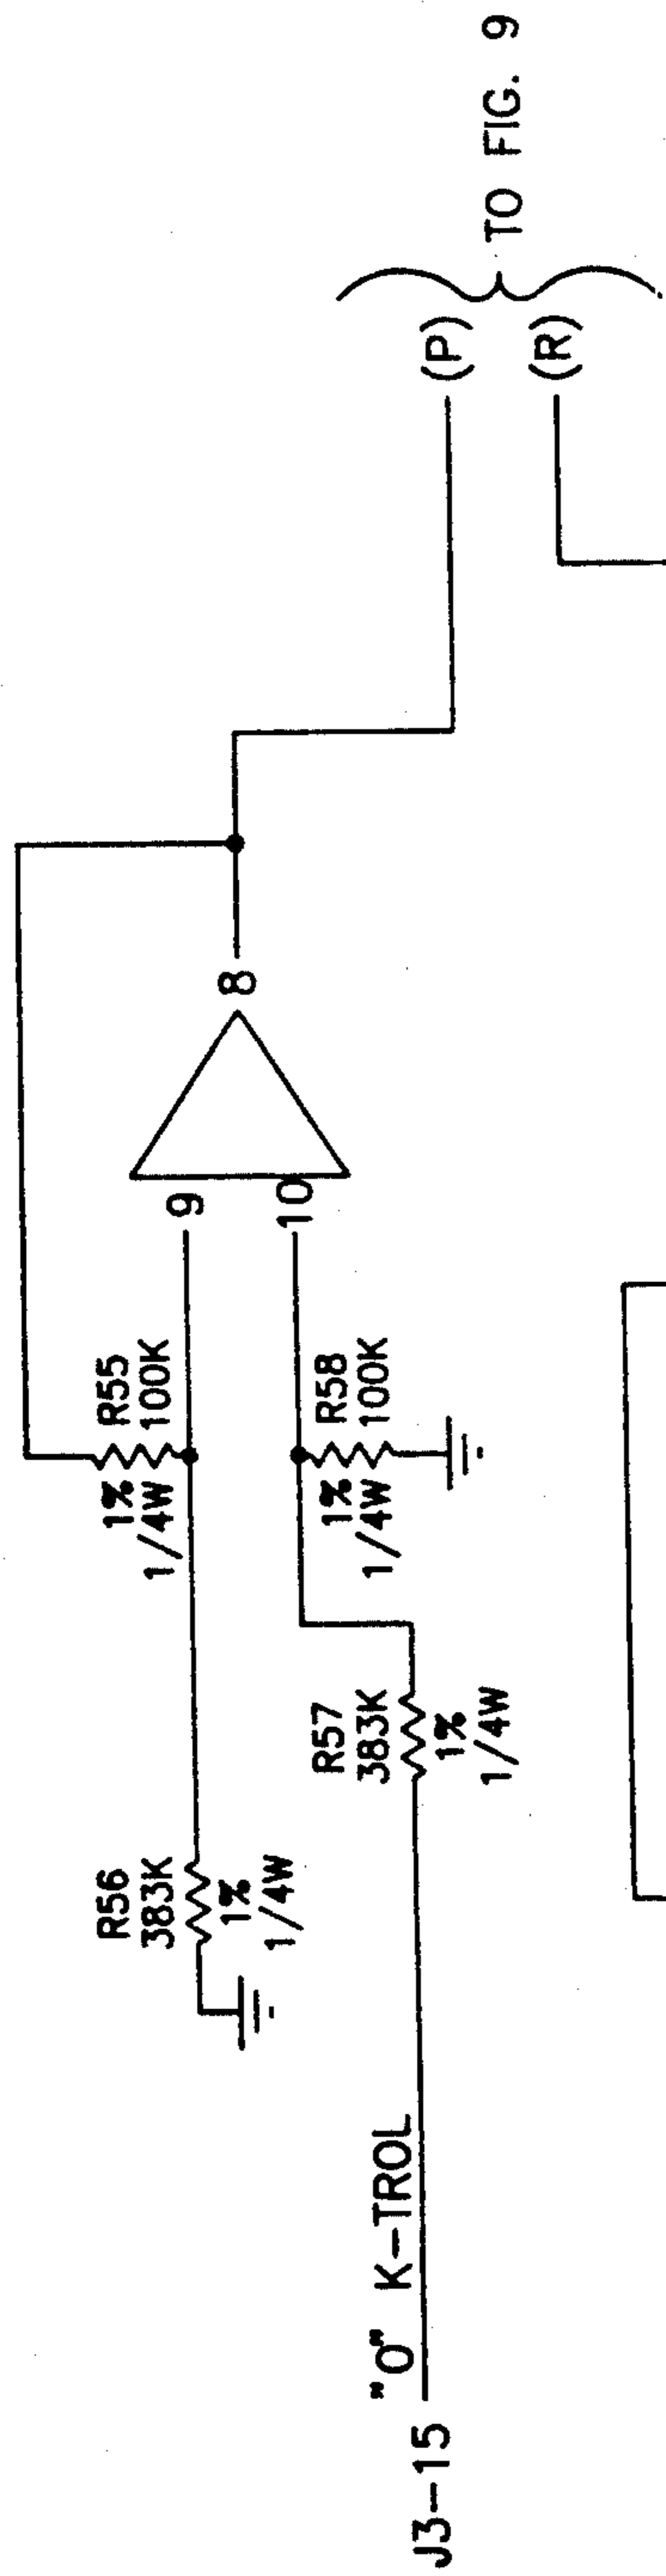 TO FIG. 9
(P)
(R)
8
9
10
R55
100K
1%
1/4W
R58
100K
1%
1/4W
R56
383K
1%
1/4W
R57
383K
1%
1/4W
"O" K-TROL
J3-15